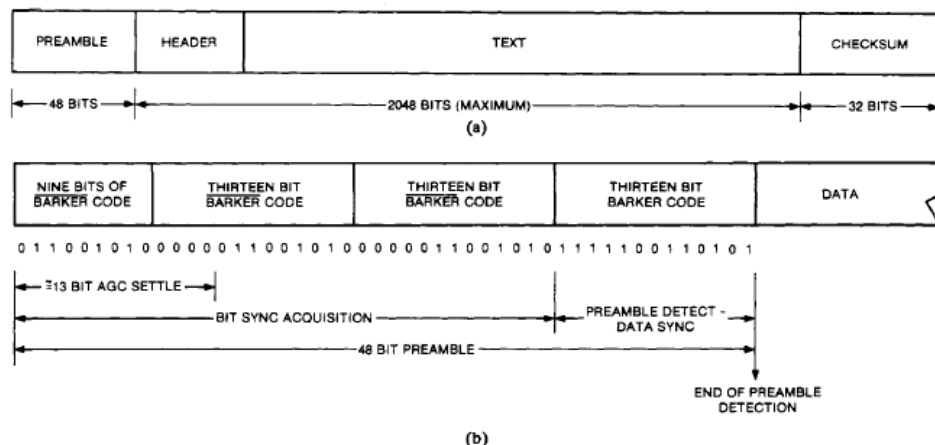 PREAMBLE HEADER TEXT CHECKSUM
48 BITS 2048 BITS (MAXIMUM) 32 BITS
(a)
NINE BITS OF THIRTEEN BIT THIRTEEN BIT THIRTEEN BIT DATA
BARKER CODE BARKER CODE BARKER CODE BARKER CODE
0 1 1 0 0 1 0 1 0 0 0 0 0 0 1 1 0 0 1 0 1 0 0 0 0 0 0 1 1 0 0 1 0 1 0 1 1 1 1 1 0 0 1 1 0 1 0 1
≅13 BIT AGC SETTLE
BIT SYNC ACQUISITION PREAMBLE DETECT -
DATA SYNC
48 BIT PREAMBLE
END OF PREAMBLE
DETECTION
(b)